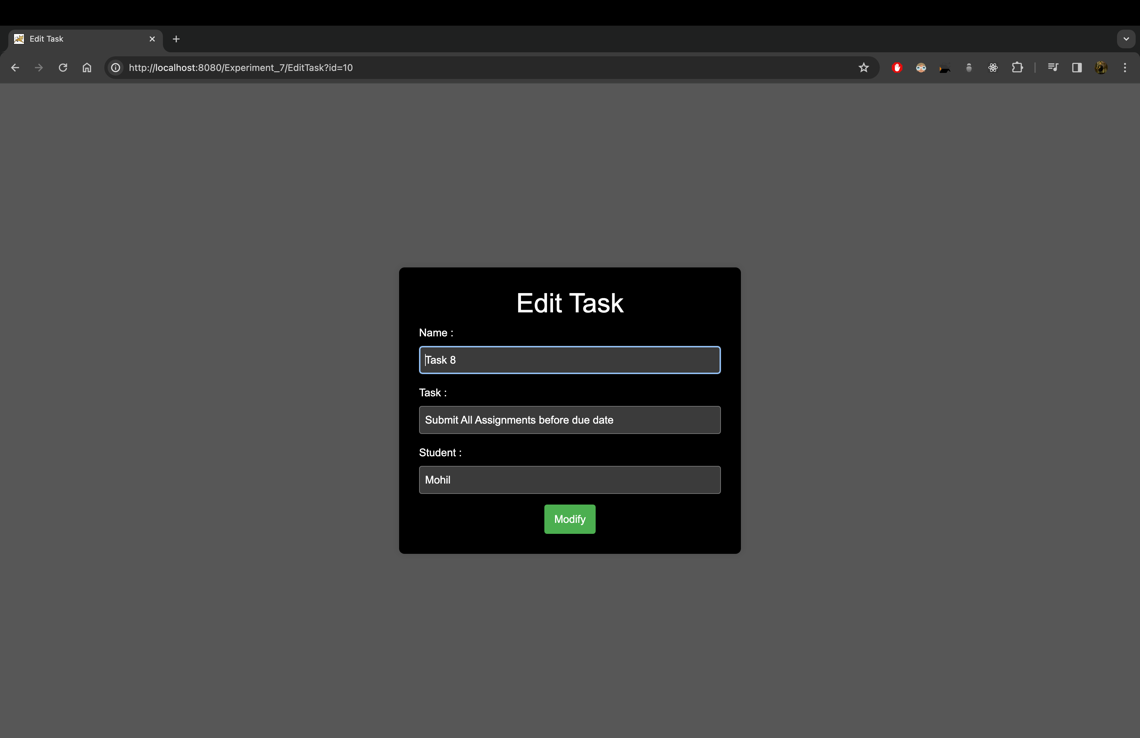 Edit Task
http://localhost:8080/Experiment_7/EditTask?id=10
Edit Task
Name :
Task 8
Task :
Submit All Assignments before due date
Student :
Mohil
Modify